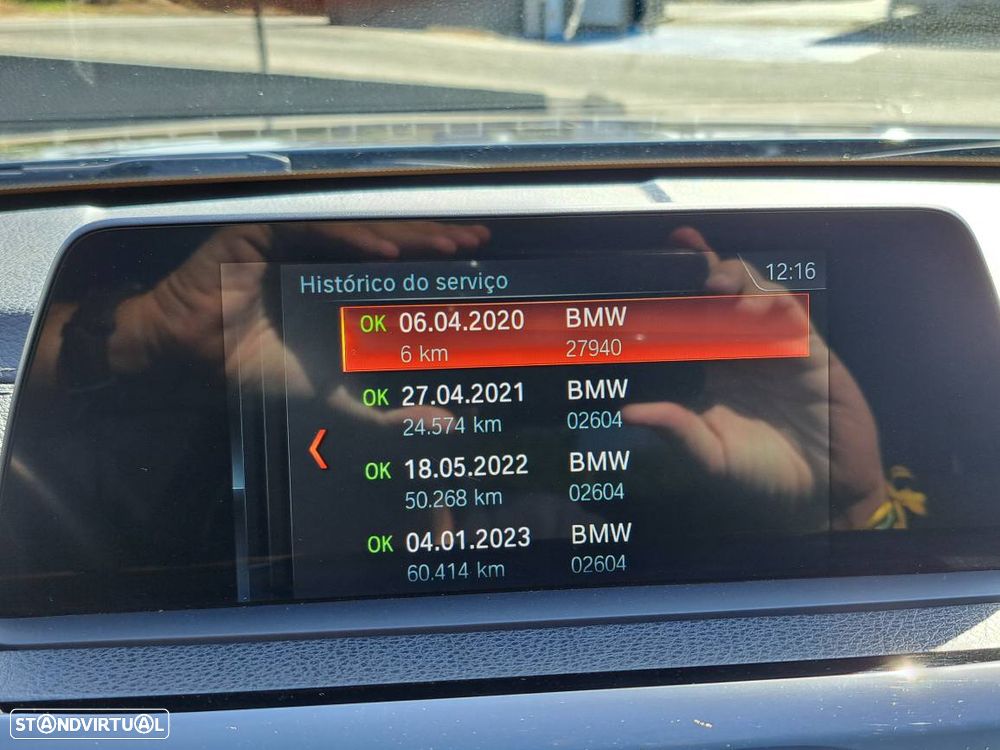 Histórico do serviço 12:16
OK 06.04.2020 BMW
6 km 27940
OK 27.04.2021 BMW
24.574 km 02604
OK 18.05.2022 BMW
50.268 km 02604
OK 04.01.2023 BMW
60.414 km 02604
STANDVIRTUAL